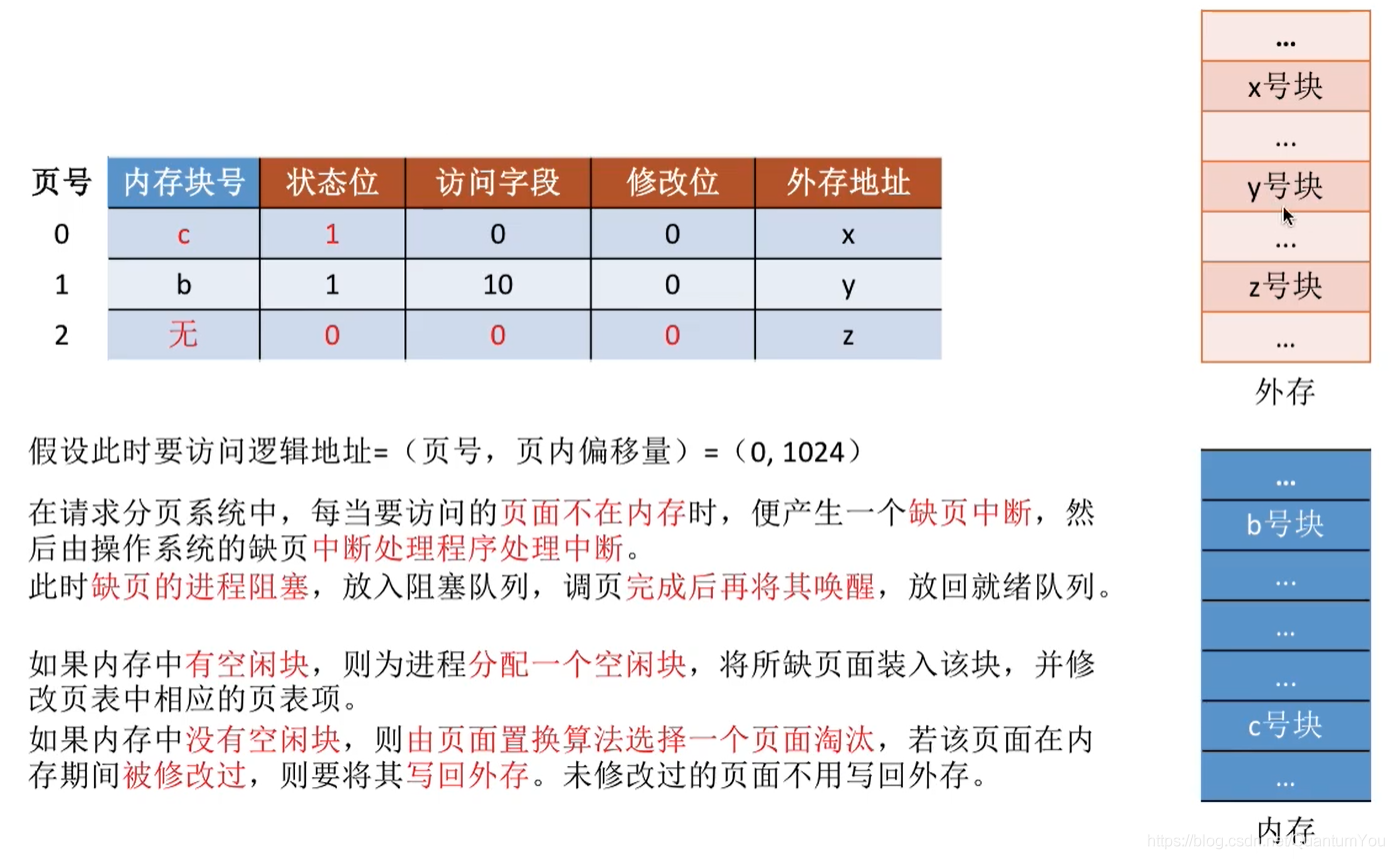 页号 内存块号 状态位 访问字段 修改位 外存地址
0 c 1 0 0 x
1 b 1 10 0 y
2 无 0 0 0 z
...
x号块
...
y号块
...
z号块
...
外存
假设此时要访问逻辑地址=（页号，页内偏移量）=（0, 1024）
在请求分页系统中，每当要访问的页面不在内存时，便产生一个缺页中断，然
后由操作系统的缺页中断处理程序处理中断。
此时缺页的进程阻塞，放入阻塞队列，调页完成后再将其唤醒，放回就绪队列。
如果内存中有空闲块，则为进程分配一个空闲块，将所缺页面装入该块，并修
改页表中相应的页表项。
如果内存中没有空闲块，则由页面置换算法选择一个页面淘汰，若该页面在内
存期间被修改过，则要将其写回外存。未修改过的页面不用写回外存。
...
b号块
...
...
...
c号块
...
内存
https://blog.csdn.net/QuantumYou